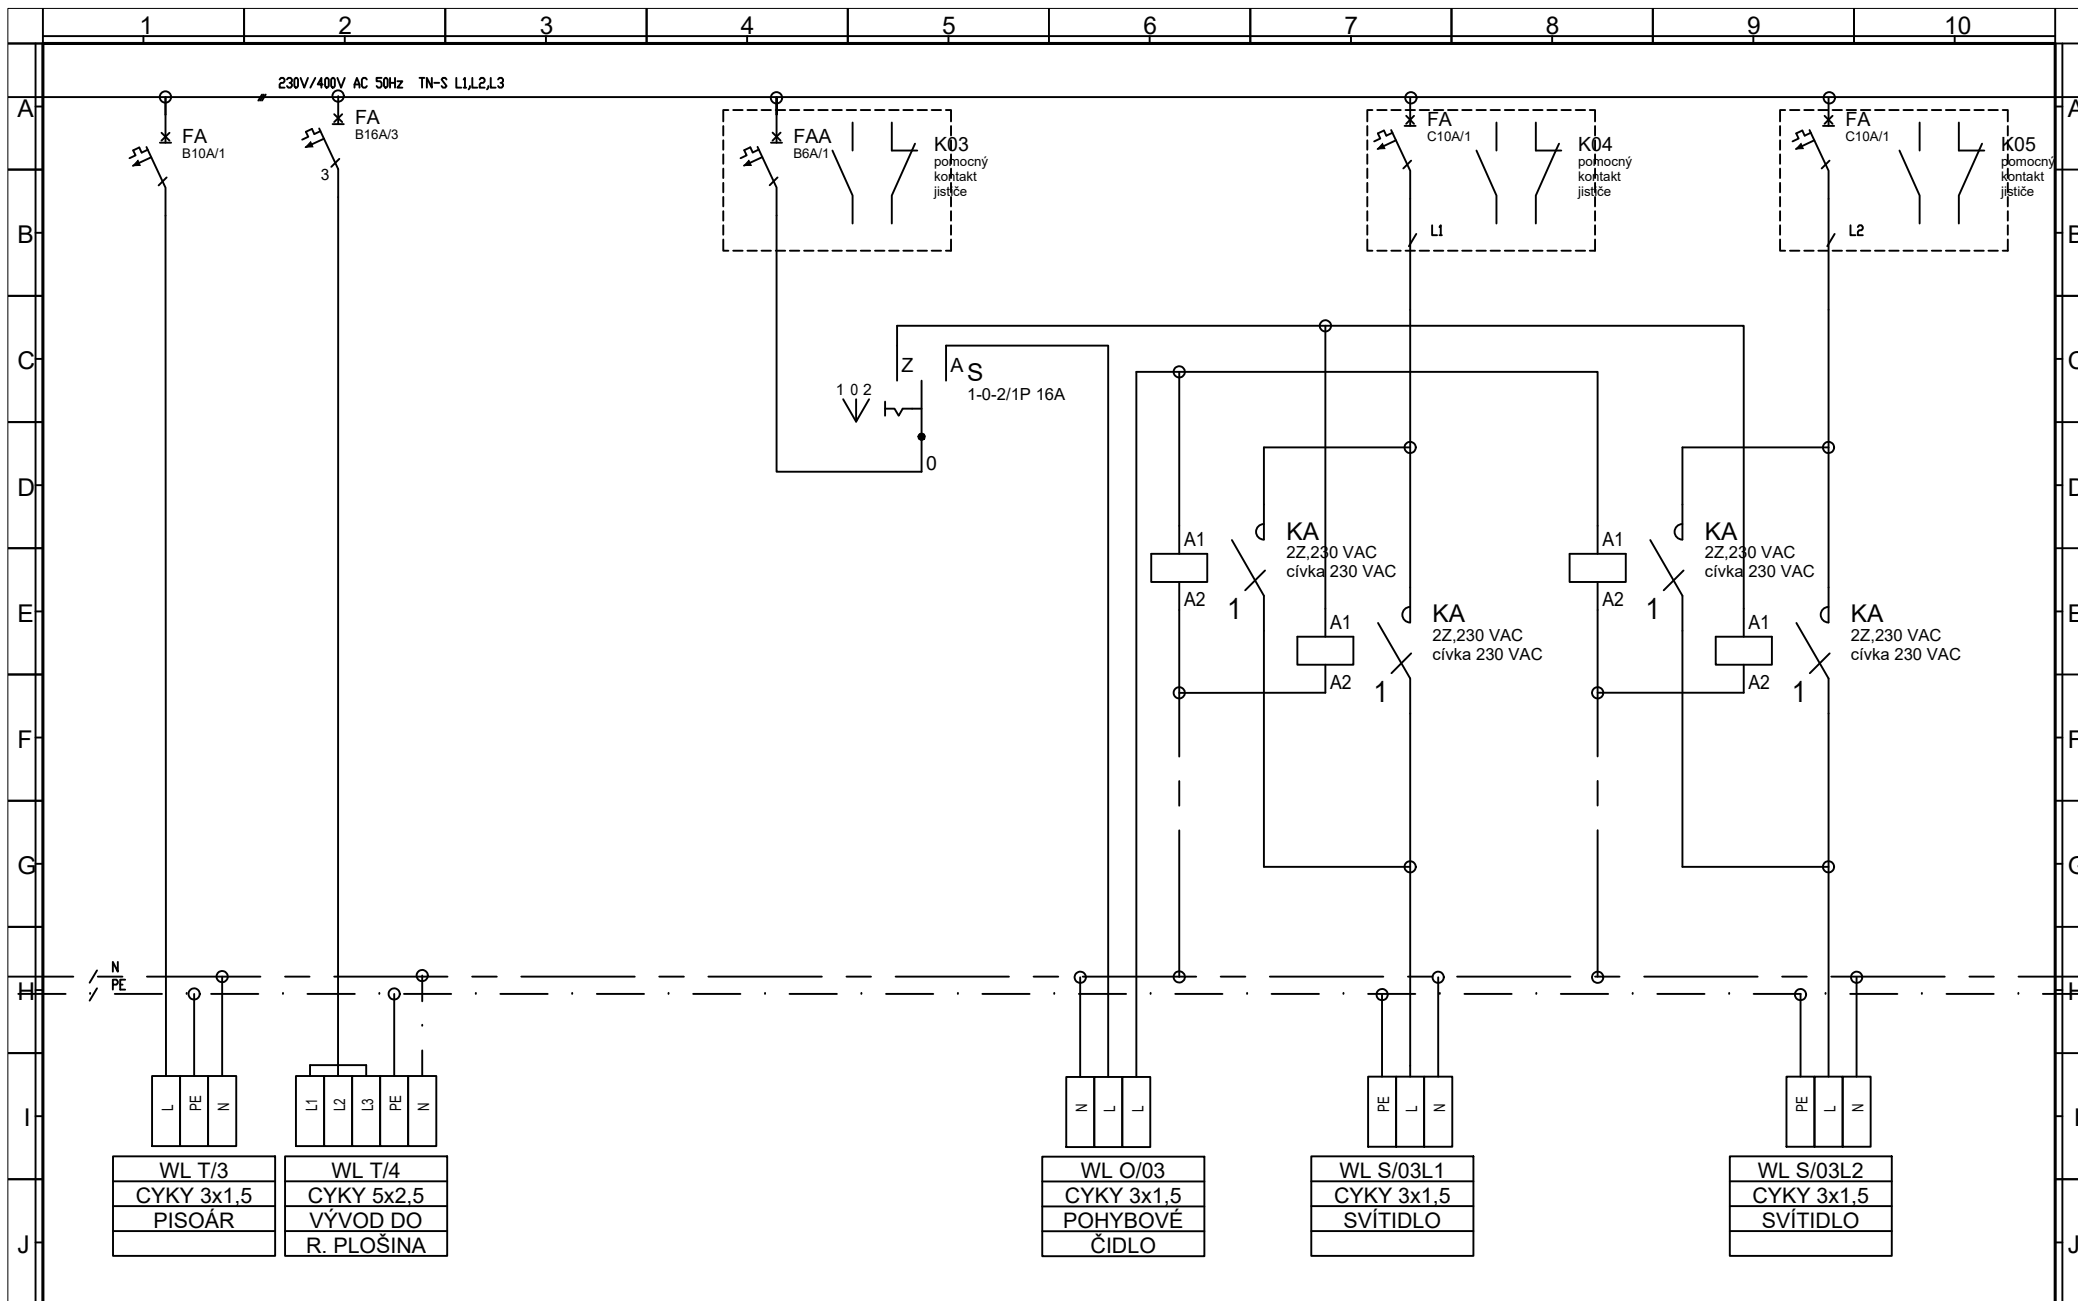 1 2 3 4 5 6 7 8 9 10
230V/400V AC 50Hz TN-S L1,L2,L3
A
A
FA
B10A/1
FA
B16A/3
3
FAA
B6A/1
K03
pomocný
kontakt
jističe
FA
C10A/1
K04
pomocný
kontakt
jističe
FA
C10A/1
K05
pomocný
kontakt
jističe
B
L1
L2
B
C
Z
A
S
1-0-2/1P 16A
1 0 2
C
0
D
D
A1
A2
KA
2Z,230 VAC
cívka 230 VAC
1
A1
A2
KA
2Z,230 VAC
cívka 230 VAC
1
A1
A2
KA
2Z,230 VAC
cívka 230 VAC
1
A1
A2
KA
2Z,230 VAC
cívka 230 VAC
1
E
E
F
F
G
G
N
PE
H
H
I
L PE N
L1 L2 L3 PE N
N L L
PE L N
PE L N
I
WL T/3
CYKY 3x1,5
PISOÁR
WL T/4
CYKY 5x2,5
VÝVOD DO
R. PLOŠINA
WL O/03
CYKY 3x1,5
POHYBOVÉ
ČIDLO
WL S/03L1
CYKY 3x1,5
SVÍTIDLO
WL S/03L2
CYKY 3x1,5
SVÍTIDLO
J
J